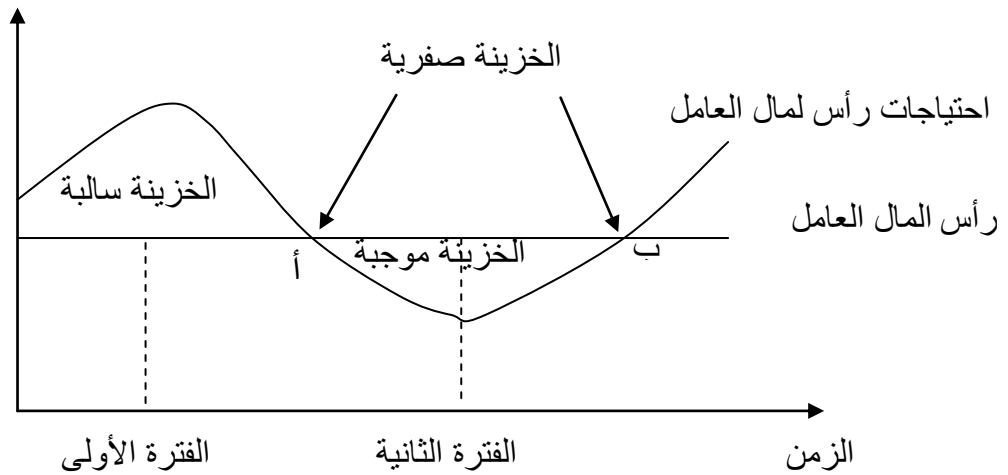 الخزينة صفرية
احتياجات رأس لمال العامل
الخزينة سالبة
رأس المال العامل
الخزينة موجبة
أ
ب
الفترة الأولى
الفترة الثانية
الزمن